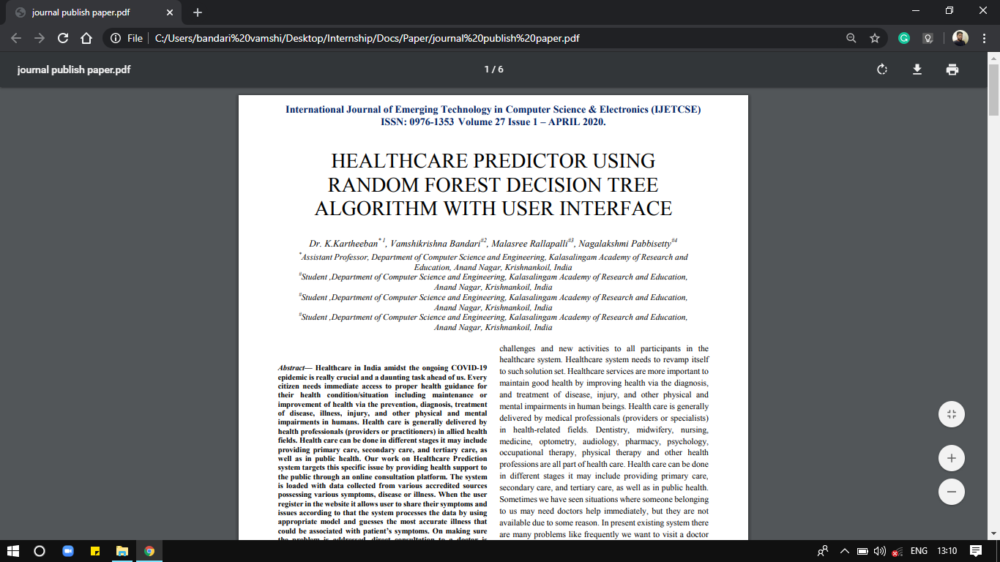 journal publish paper.pdf
File C:/Users/bandari%20vamshi/Desktop/Internship/Docs/Paper/journal%20publish%20paper.pdf
journal publish paper.pdf
1 / 6
International Journal of Emerging Technology in Computer Science & Electronics (IJETCSE)
ISSN: 0976-1353 Volume 27 Issue 1 – APRIL 2020.
HEALTHCARE PREDICTOR USING
RANDOM FOREST DECISION TREE
ALGORITHM WITH USER INTERFACE
Dr. K.Kartheeban*1, Vamshikrishna Bandari#2, Malasree Rallapalli#3, Nagalakshmi Pabbisetty#4
*Assistant Professor, Department of Computer Science and Engineering, Kalasalingam Academy of Research and
Education, Anand Nagar, Krishnankoil, India
#Student ,Department of Computer Science and Engineering, Kalasalingam Academy of Research and Education,
Anand Nagar, Krishnankoil, India
#Student ,Department of Computer Science and Engineering, Kalasalingam Academy of Research and Education,
Anand Nagar, Krishnankoil, India
#Student ,Department of Computer Science and Engineering, Kalasalingam Academy of Research and Education,
Anand Nagar, Krishnankoil, India
Abstract— Healthcare in India amidst the ongoing COVID-19
epidemic is really crucial and a daunting task ahead of us. Every
citizen needs immediate access to proper health guidance for
their health condition/situation including maintenance or
improvement of health via the prevention, diagnosis, treatment
of disease, illness, injury, and other physical and mental
impairments in humans. Health care is generally delivered by
health professionals (providers or practitioners) in allied health
fields. Health care can be done in different stages it may include
providing primary care, secondary care, and tertiary care, as
well as in public health. Our work on Healthcare Prediction
system targets this specific issue by providing health support to
the public through an online consultation platform. The system
is loaded with data collected from various accredited sources
possessing various symptoms, disease or illness. When the user
register in the website it allows user to share their symptoms and
issues according to that the system processes the data by using
appropriate model and guesses the most accurate illness that
could be associated with patient's symptoms. On making sure
the problem is addressed, direct consultation to a doctor is
challenges and new activities to all participants in the
healthcare system. Healthcare system needs to revamp itself
to such solution set. Healthcare services are more important to
maintain good health by improving health via the diagnosis,
and treatment of disease, injury, and other physical and
mental impairments in human beings. Health care is generally
delivered by medical professionals (providers or specialists)
in health-related fields. Dentistry, midwifery, nursing,
medicine, optometry, audiology, pharmacy, psychology,
occupational therapy, physical therapy and other health
professions are all part of health care. Health care can be done
in different stages it may include providing primary care,
secondary care, and tertiary care, as well as in public health.
Sometimes we have seen situations where someone belonging
to us may need doctors help immediately, but they are not
available due to some reason. In present existing system there
are many problems like frequently we want to visit a doctor
ENG 13:10